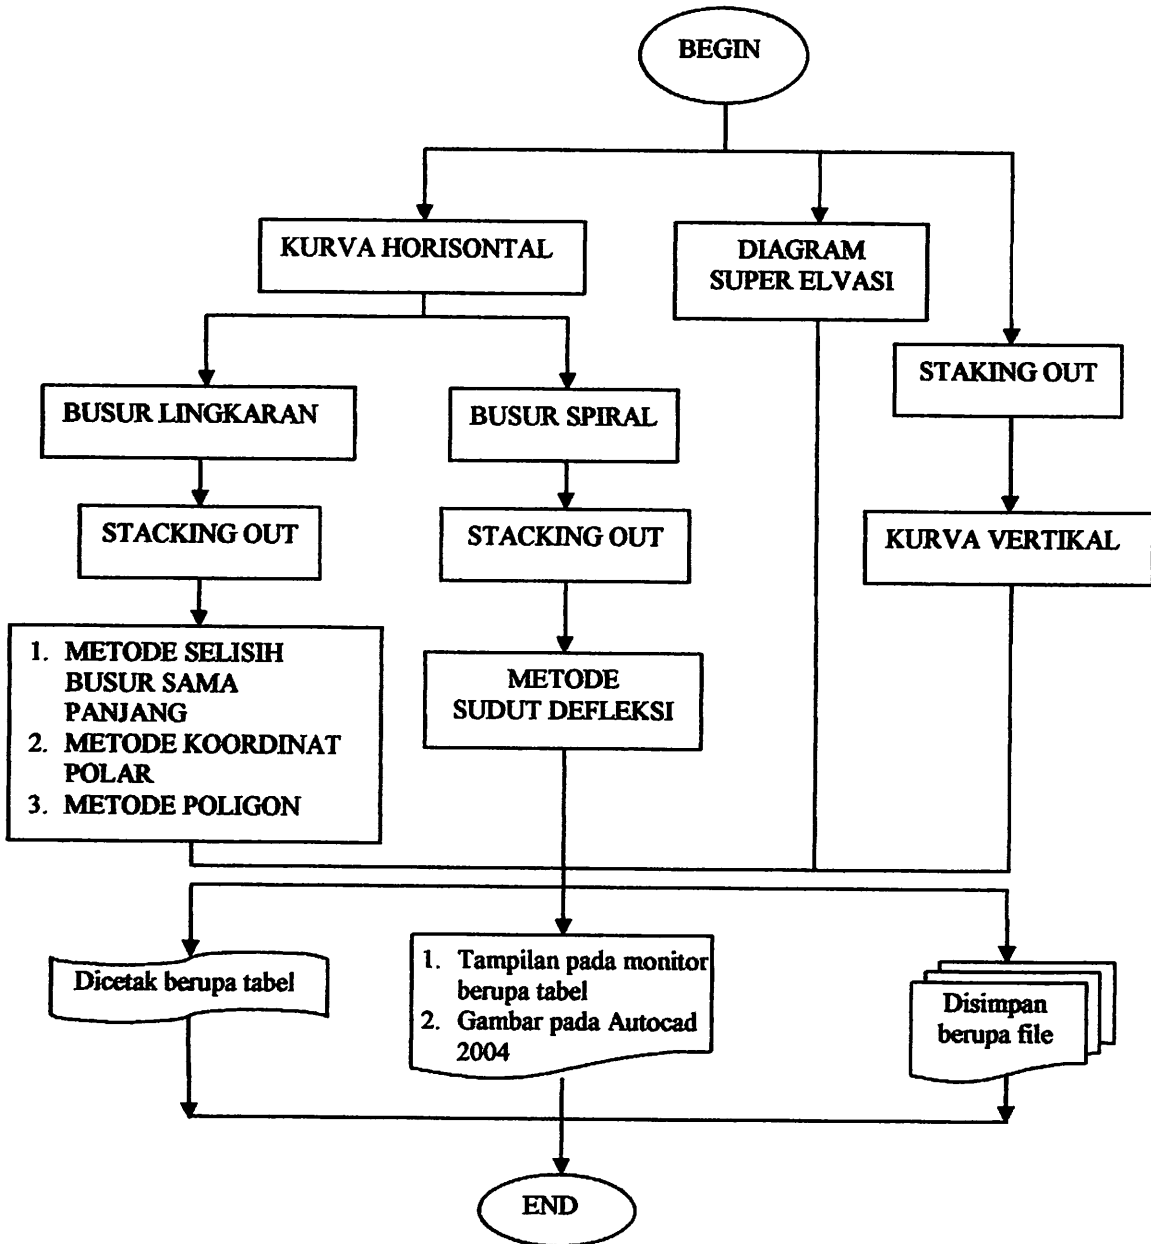 BEGIN
KURVA HORISONTAL
DIAGRAM
SUPER ELVASI
STAKING OUT
BUSUR LINGKARAN
BUSUR SPIRAL
STACKING OUT
STACKING OUT
KURVA VERTIKAL
1. METODE SELISIH
BUSUR SAMA
PANJANG
2. METODE KOORDINAT
POLAR
3. METODE POLIGON
METODE
SUDUT DEFLEKSI
Dicetak berupa tabel
1. Tampilan pada monitor
berupa tabel
2. Gambar pada Autocad
2004
Disimpan
berupa file
END